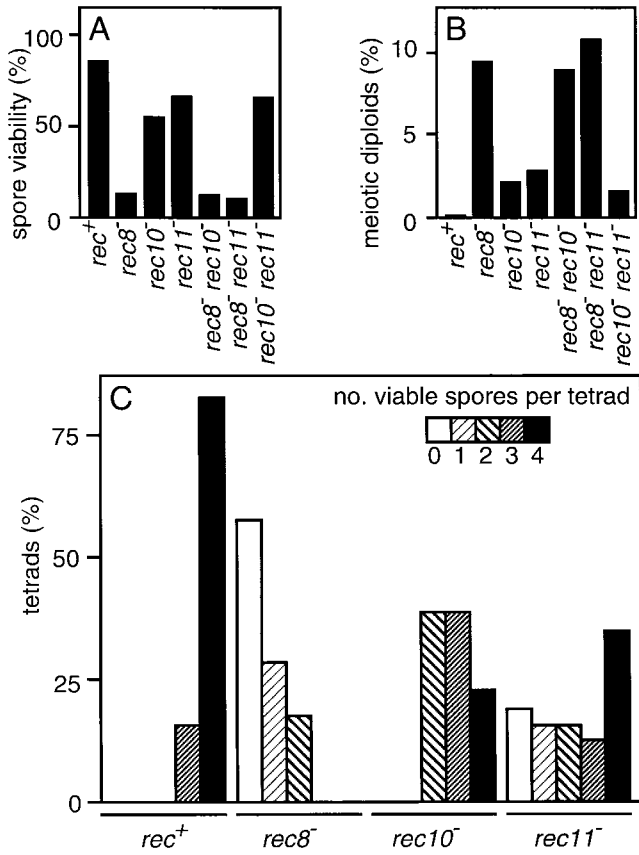 A
spore viability (%)
100
50
0
rec+
rec8-
rec10-
rec11-
rec8- rec10-
rec8- rec11-
rec10- rec11-
B
meiotic diploids (%)
10
5
0
rec+
rec8-
rec10-
rec11-
rec8- rec10-
rec8- rec11-
rec10- rec11-
C
no. viable spores per tetrad
0 1 2 3 4
tetrads (%)
75
50
25
0
rec+ rec8- rec10- rec11-